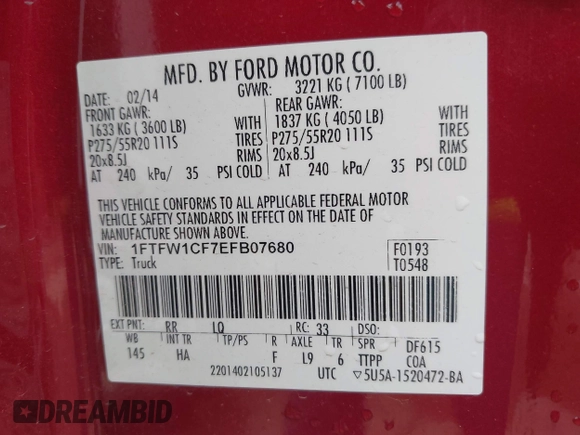 MFD. BY FORD MOTOR CO.
DATE: 02/14 GVWR: 3221 KG ( 7100 LB)
FRONT GAWR: REAR GAWR:
1633 KG ( 3600 LB) WITH 1837 KG ( 4050 LB) WITH
P275/55R20 111S TIRES P275/55R20 111S TIRES
20x8.5J RIMS 20x8.5J RIMS
AT 240 kPa/ 35 PSI COLD AT 240 kPa/ 35 PSI COLD
THIS VEHICLE CONFORMS TO ALL APPLICABLE FEDERAL MOTOR
VEHICLE SAFETY STANDARDS IN EFFECT ON THE DATE OF
MANUFACTURE SHOWN ABOVE.
VIN: 1FTFW1CF7EFB07680 F0193
TYPE: Truck T0548
EXT PNT: RR LQ RC: 33 DSO:
WB INT TR TP/PS R AXLE TR SPR DF615
145 HA F L9 6 TTPP COA
2201402105137 UTC ▽5U5A-1520472-BA
DREAMBID